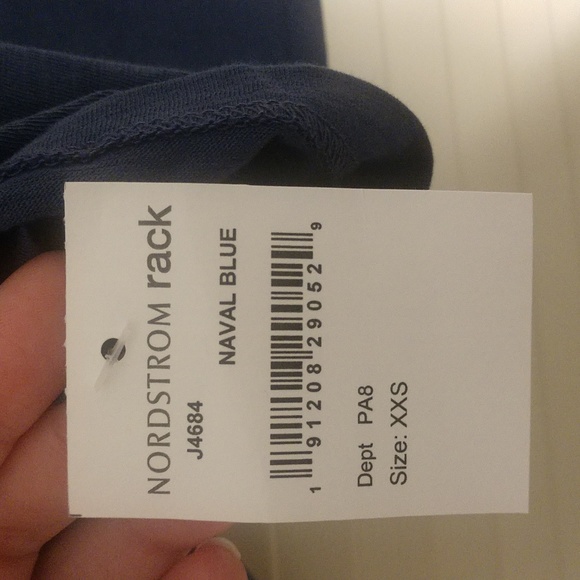 NORDSTROM rack
J4684
NAVAL BLUE
1 91208 29052 9
Dept PA8
Size: XXS